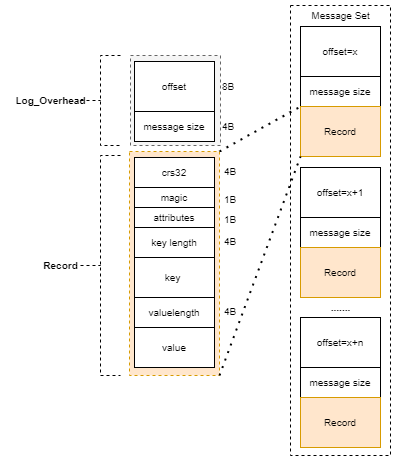 Message Set
offset=x
message size
Record
offset=x+1
message size
Record
.......
offset=x+n
message size
Record
Log_Overhead
offset
8B
message size
4B
Record
crs32
4B
magic
1B
attributes
1B
key length
4B
key
valuelength
4B
value